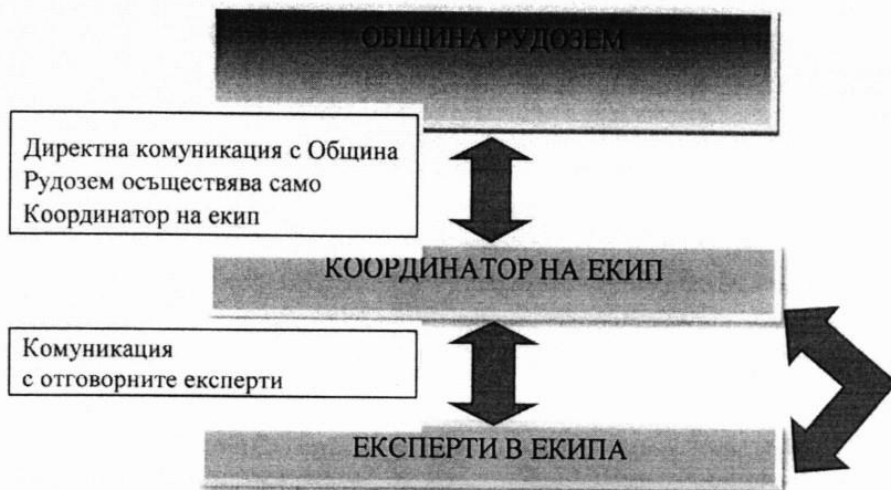 ОБЩИНА РУДОЗЕМ
Директна комуникация с Община
Рудозем осъществява само
Координатор на екип
КООРДИНАТОР НА ЕКИП
Комуникация
с отговорните експерти
ЕКСПЕРТИ В ЕКИПА